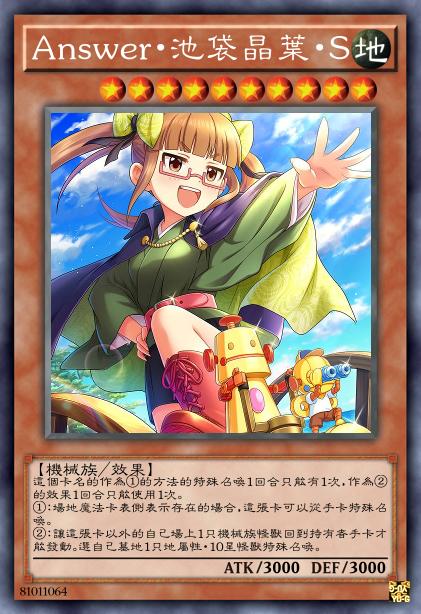 Answer・池袋晶葉・S
地
【機械族/效果】
這個卡名的作為①的方法的特殊召喚1回合只能有1次,作為②
的效果1回合只能使用1次。
①:場地魔法卡表側表示存在的場合,這張卡可以從手卡特殊召
喚。
②:讓這張卡以外的自己場上1只機械族怪獸回到持有者手卡才
能發動。選自己墓地1只地屬性・10星怪獸特殊召喚。
ATK/3000 DEF/3000
81011064